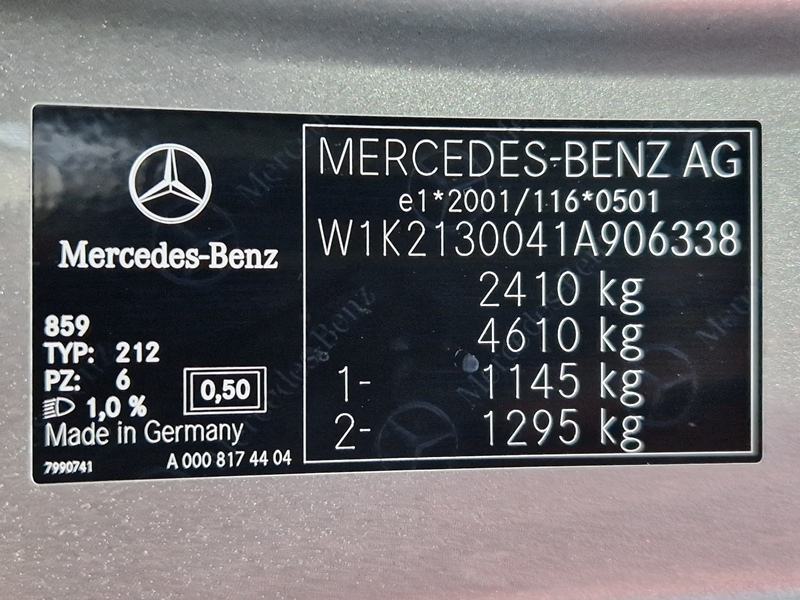 Mercedes-Benz
859
TYP: 212
PZ: 6
1,0 %
0,50
Made in Germany
7990741
A 000 817 44 04
MERCEDES-BENZ AG
e1*2001/116*0501
W1K2130041A906338
2410 kg
4610 kg
1- 1145 kg
2- 1295 kg